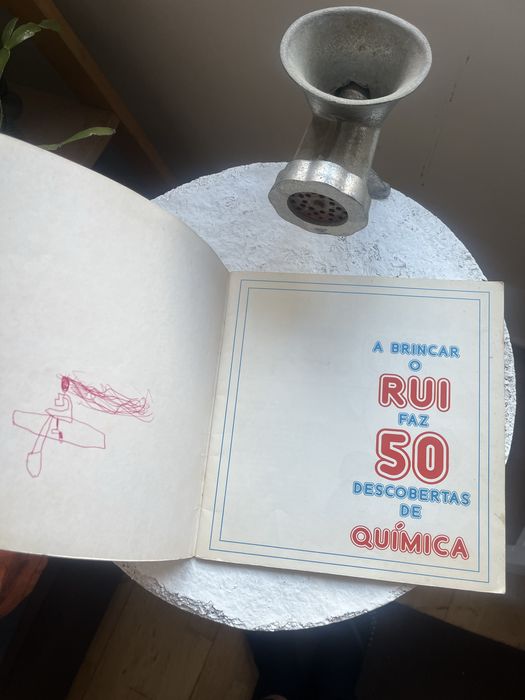 A BRINCAR
O
RUI
FAZ
50
DESCOBERTAS
DE
QUÍMICA